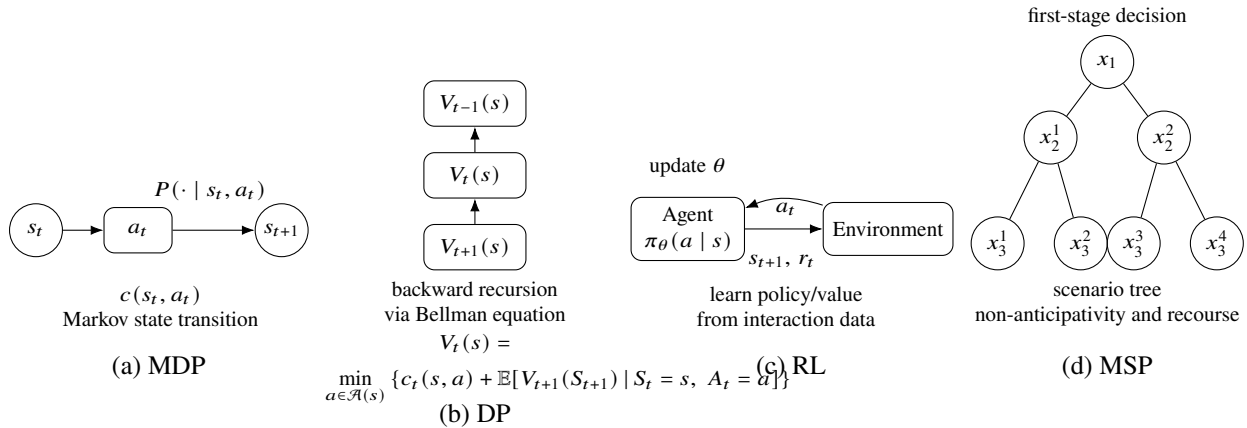 s_t
a_t
P(· | s_t, a_t)
s_{t+1}
c(s_t, a_t)
Markov state transition
(a) MDP
V_{t−1}(s)
V_t(s)
V_{t+1}(s)
backward recursion
via Bellman equation
V_t(s) =
min_{a∈𝒜(s)} {c_t(s, a) + 𝔼[V_{t+1}(S_{t+1}) | S_t = s, A_t = a]}
(b) DP
update θ
Agent
π_θ(a | s)
a_t
Environment
s_{t+1}, r_t
learn policy/value
from interaction data
(c) RL
first-stage decision
x_1
x_2^1 x_2^2
x_3^1 x_3^2 x_3^3 x_3^4
scenario tree
non-anticipativity and recourse
(d) MSP